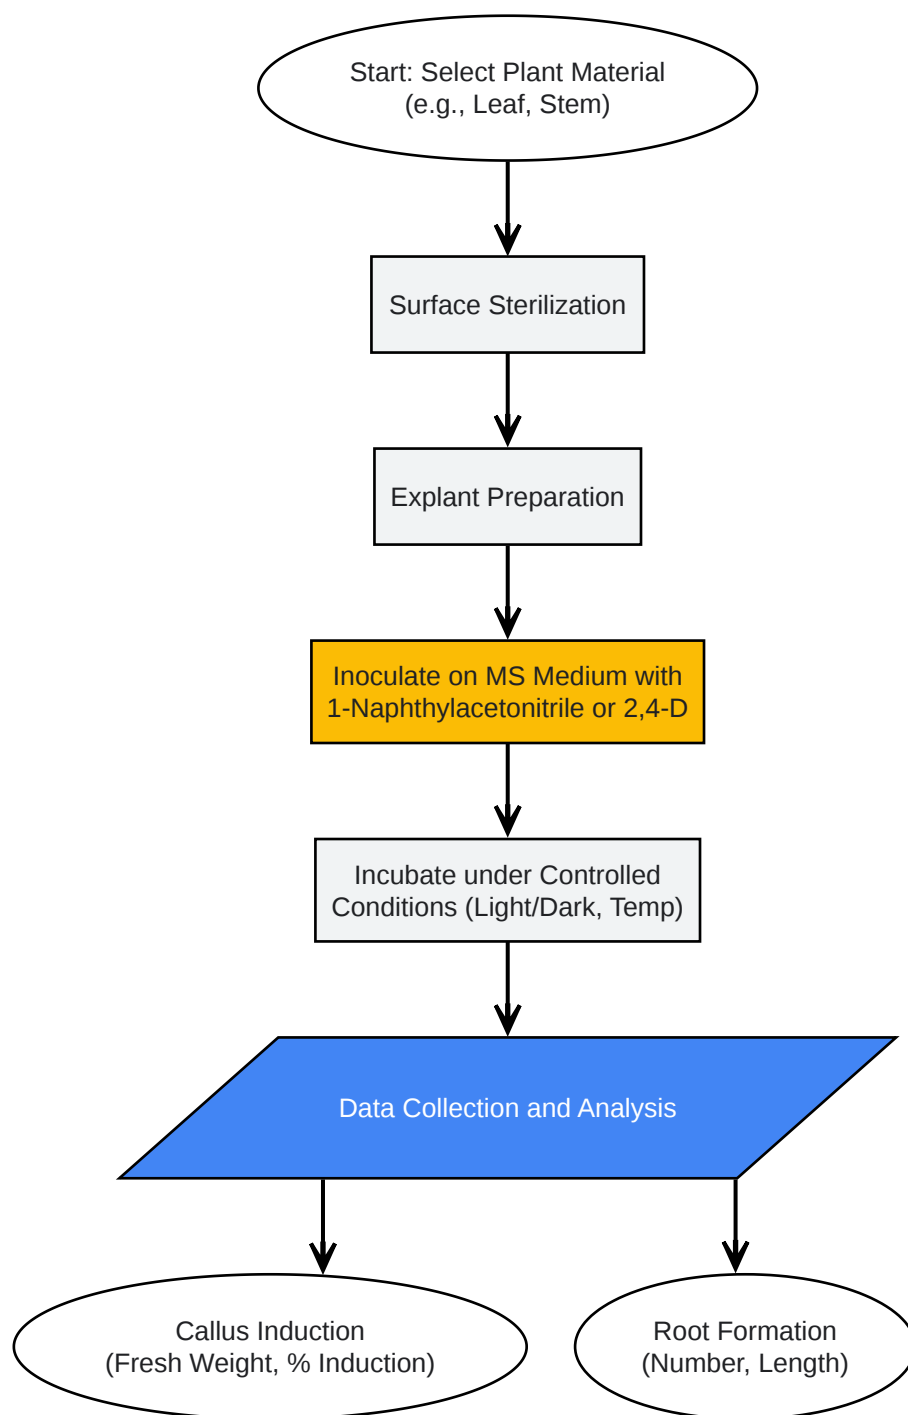 Start: Select Plant Material
(e.g., Leaf, Stem)
Surface Sterilization
Explant Preparation
Inoculate on MS Medium with
1-Naphthylacetonitrile or 2,4-D
Incubate under Controlled
Conditions (Light/Dark, Temp)
Data Collection and Analysis
Callus Induction
(Fresh Weight, % Induction)
Root Formation
(Number, Length)